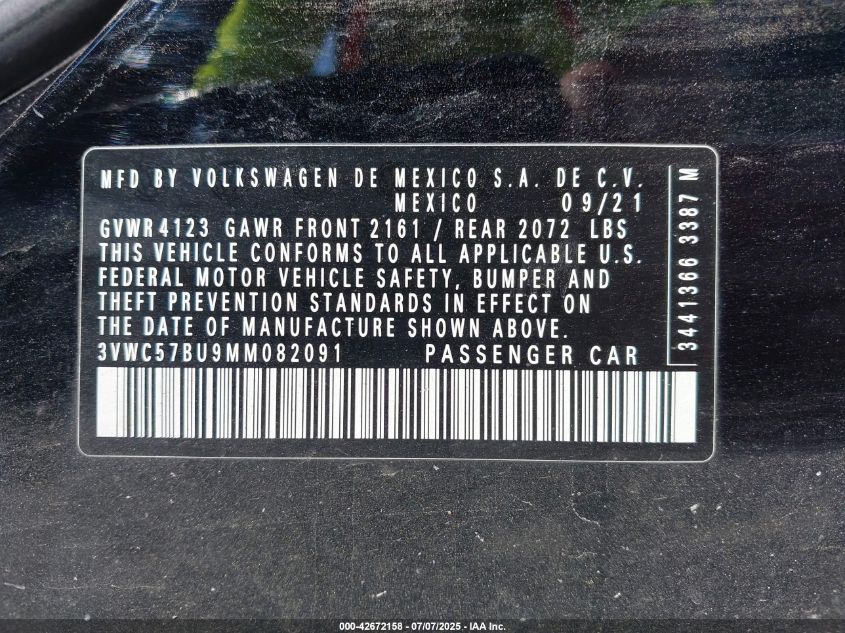 MFD BY VOLKSWAGEN DE MEXICO S.A. DE C.V.
MEXICO 09/21
GVWR 4123 GAWR FRONT 2161 / REAR 2072 LBS
THIS VEHICLE CONFORMS TO ALL APPLICABLE U.S.
FEDERAL MOTOR VEHICLE SAFETY, BUMPER AND
THEFT PREVENTION STANDARDS IN EFFECT ON
THE DATE OF MANUFACTURE SHOWN ABOVE.
3VWC57BU9MM082091 PASSENGER CAR
3441366 3387 M
000-42672158 - 07/07/2025 - IAA Inc.